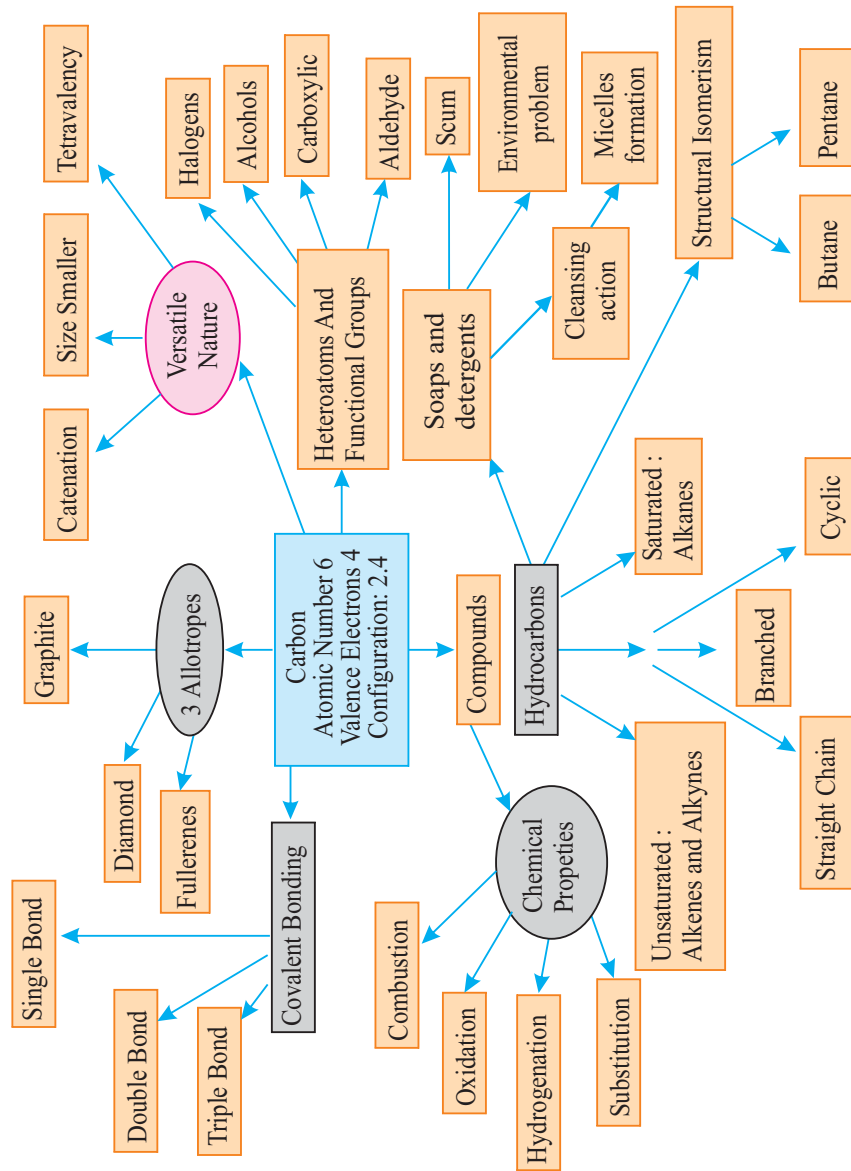 Single Bond
Double Bond
Triple Bond
Covalent Bonding
Graphite
Diamond
Fullerenes
3 Allotropes
Catenation
Size Smaller
Tetravalency
Versatile
Nature
Carbon
Atomic Number 6
Valence Electrons 4
Configuration: 2.4
Heteroatoms And
Functional Groups
Halogens
Alcohols
Carboxylic
Aldehyde
Compounds
Chemical
Propeties
Combustion
Oxidation
Hydrogenation
Substitution
Hydrocarbons
Soaps and
detergents
Scum
Environmental
problem
Cleansing
action
Micelles
formation
Unsaturated :
Alkenes and Alkynes
Saturated :
Alkanes
Straight Chain
Branched
Cyclic
Structural Isomerism
Butane
Pentane